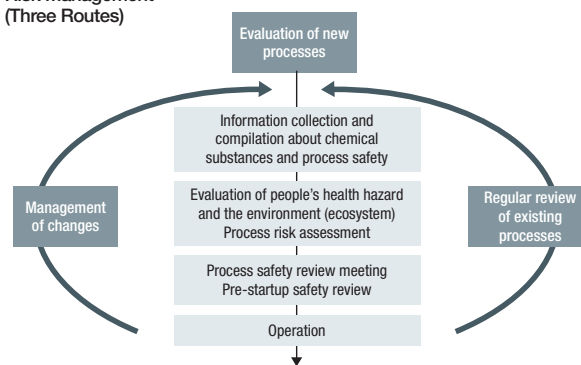 Risk Management
(Three Routes)
Evaluation of new
processes
Information collection and
compilation about chemical
substances and process safety
Evaluation of people's health hazard
and the environment (ecosystem)
Process risk assessment
Management
of changes
Regular review
of existing
processes
Process safety review meeting
Pre-startup safety review
Operation